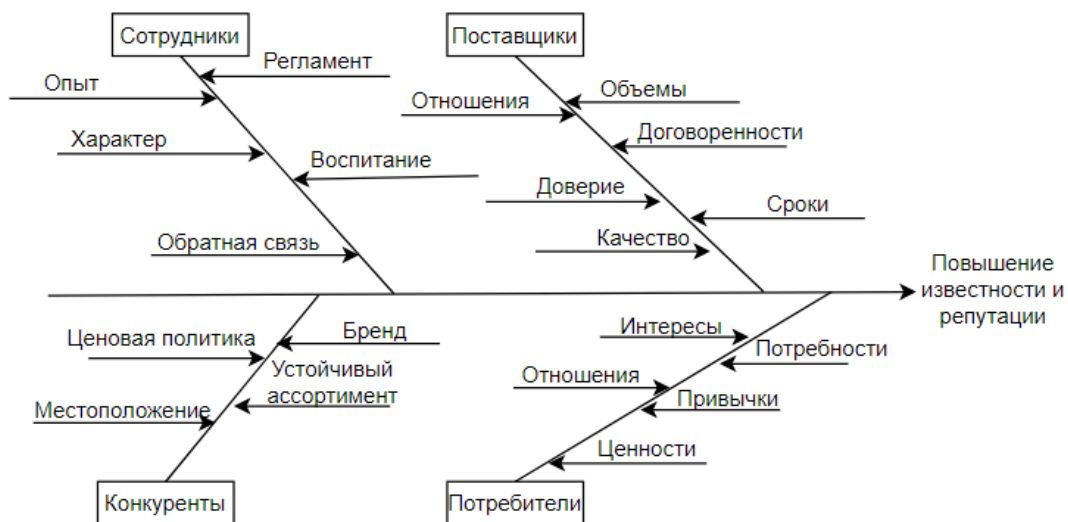 Сотрудники
Поставщики
Регламент
Опыт
Объемы
Отношения
Характер
Договоренности
Воспитание
Доверие
Сроки
Обратная связь
Качество
Повышение
известности и
репутации
Ценовая политика
Бренд
Интересы
Потребности
Устойчивый
ассортимент
Отношения
Местоположение
Привычки
Ценности
Конкуренты
Потребители